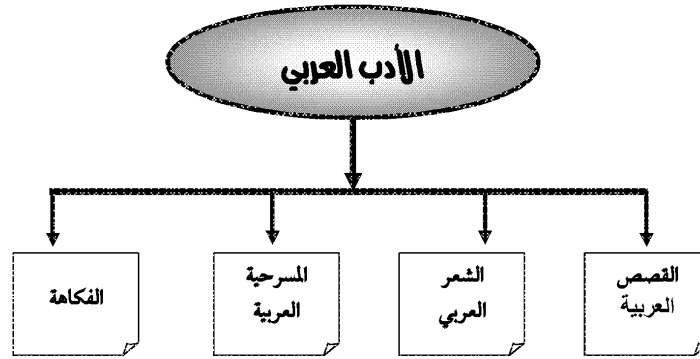 الأدب العربي
القصص
العربية
الشعر
العربي
المسرحية
العربية
الفكاهة